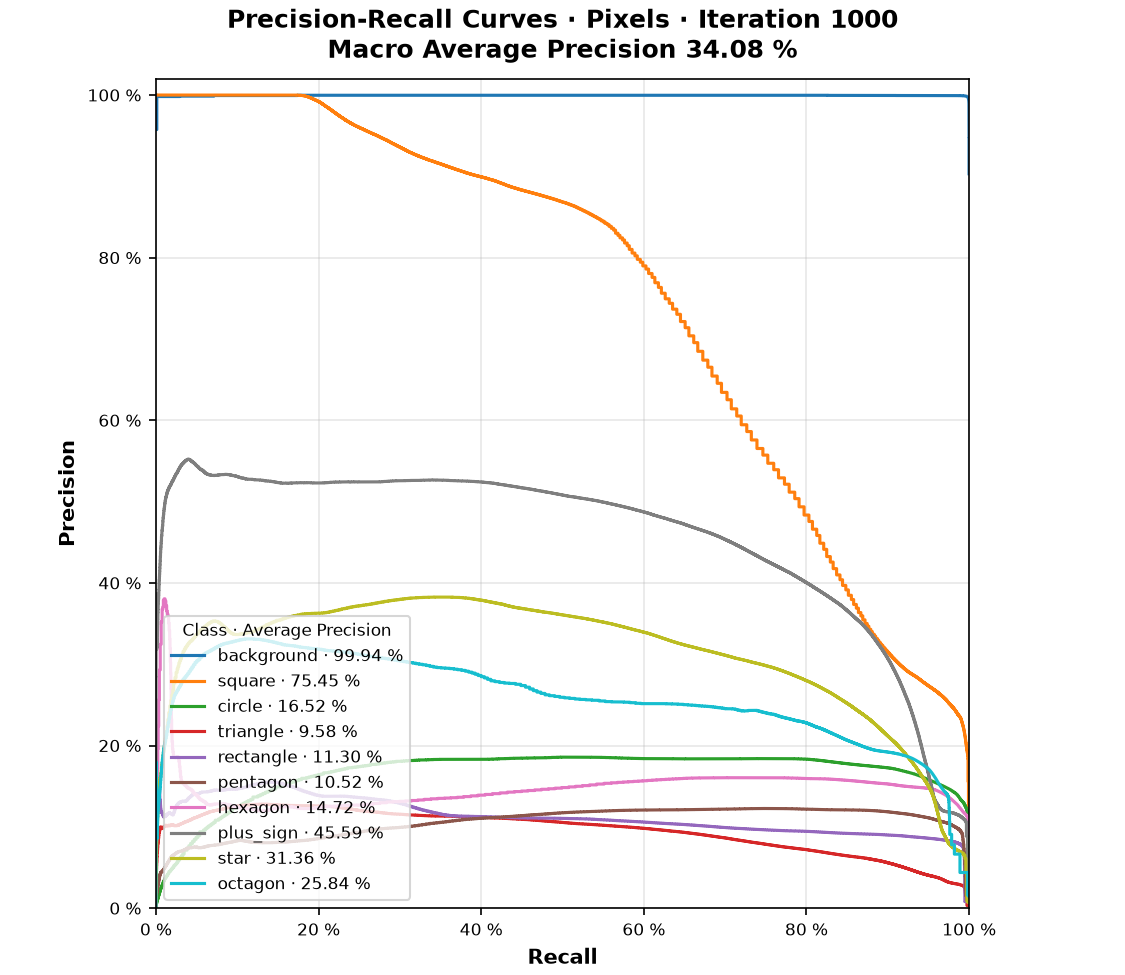 Precision-Recall Curves · Pixels · Iteration 1000
Macro Average Precision 34.08 %
100 %
80 %
60 %
40 %
20 %
0 %
Precision
Class · Average Precision
background · 99.94 %
square · 75.45 %
circle · 16.52 %
triangle · 9.58 %
rectangle · 11.30 %
pentagon · 10.52 %
hexagon · 14.72 %
plus_sign · 45.59 %
star · 31.36 %
octagon · 25.84 %
0 %
20 %
40 %
60 %
80 %
100 %
Recall